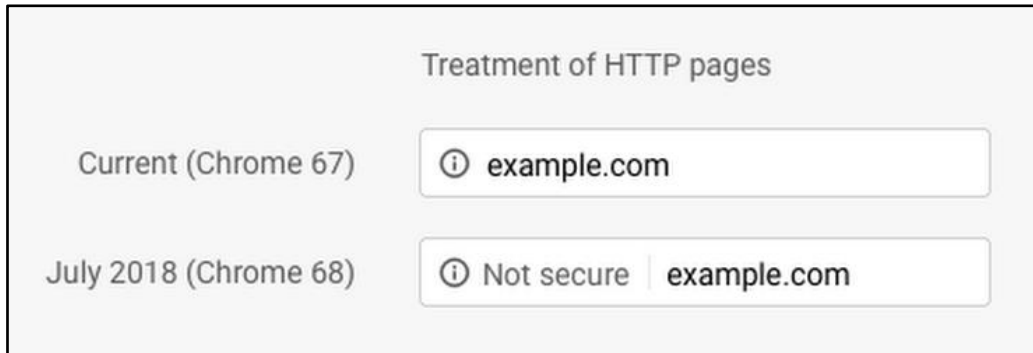 Treatment of HTTP pages
Current (Chrome 67)
example.com
July 2018 (Chrome 68)
Not secure
example.com